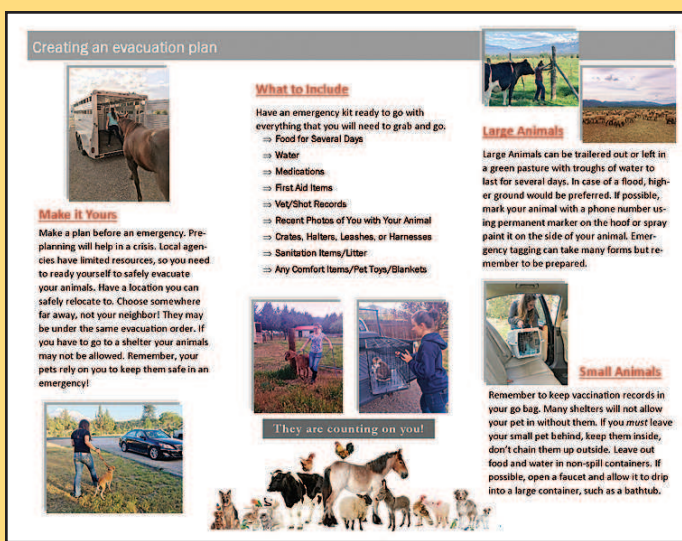 Creating an evacuation plan
Make it Yours
Make a plan before an emergency. Pre-
planning will help in a crisis. Local agen-
cies have limited resources, so you need
to ready yourself to safely evacuate
your animals. Have a location you can
safely relocate to. Choose somewhere
far away, not your neighbor! They may
be under the same evacuation order. If
you have to go to a shelter your animals
may not be allowed. Remember, your
pets rely on you to keep them safe in an
emergency!
What to Include
Have an emergency kit ready to go with
everything that you will need to grab and go.
⇒ Food for Several Days
⇒ Water
⇒ Medications
⇒ First Aid Items
⇒ Vet/Shot Records
⇒ Recent Photos of You with Your Animal
⇒ Crates, Halters, Leashes, or Harnesses
⇒ Sanitation Items/Litter
⇒ Any Comfort Items/Pet Toys/Blankets
They are counting on you!
Large Animals
Large Animals can be trailered out or left in
a green pasture with troughs of water to
last for several days. In case of a flood, high-
er ground would be preferred. If possible,
mark your animal with a phone number us-
ing permanent marker on the hoof or spray
paint it on the side of your animal. Emer-
gency tagging can take many forms but re-
member to be prepared.
Small Animals
Remember to keep vaccination records in
your go bag. Many shelters will not allow
your pet in without them. If you must leave
your small pet behind, keep them inside,
don't chain them up outside. Leave out
food and water in non-spill containers. If
possible, open a faucet and allow it to drip
into a large container, such as a bathtub.